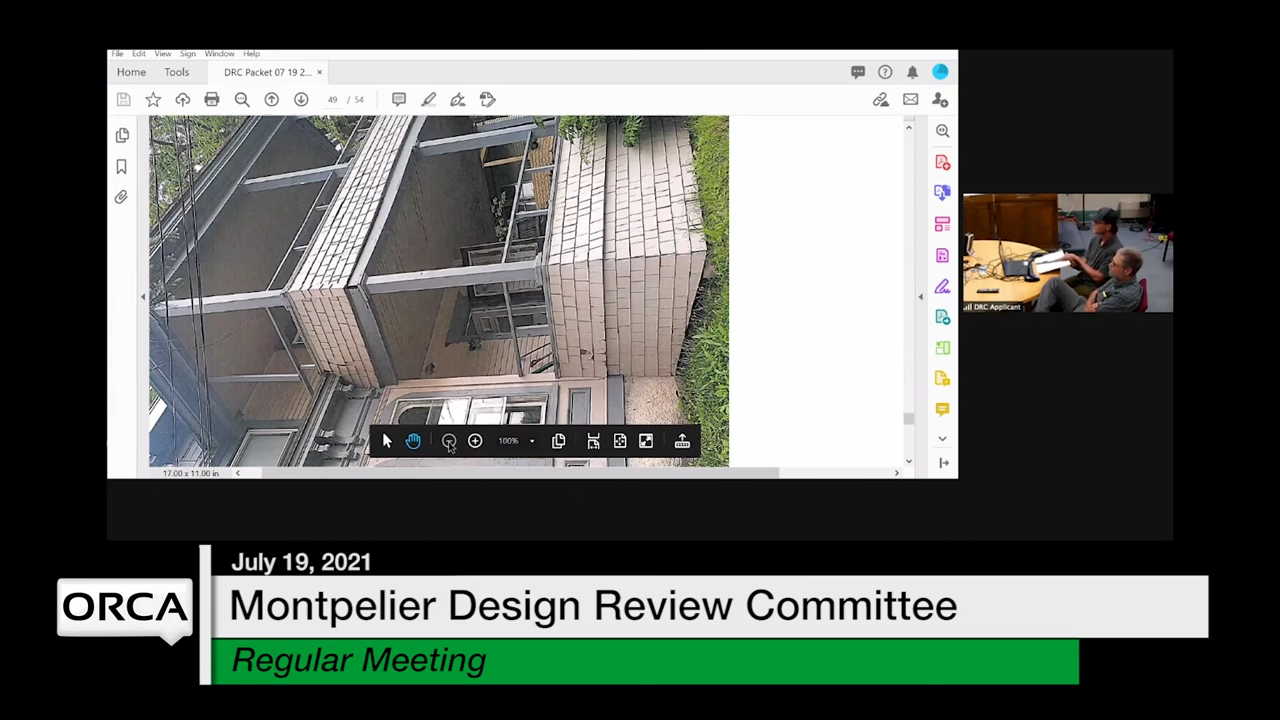 File Edit View Sign Window Help
Home Tools DRC Packet 07 19 2... ×
49 / 54
DRC Applicant
100%
17.00 x 11.00 in
July 19, 2021
ORCA
Montpelier Design Review Committee
Regular Meeting